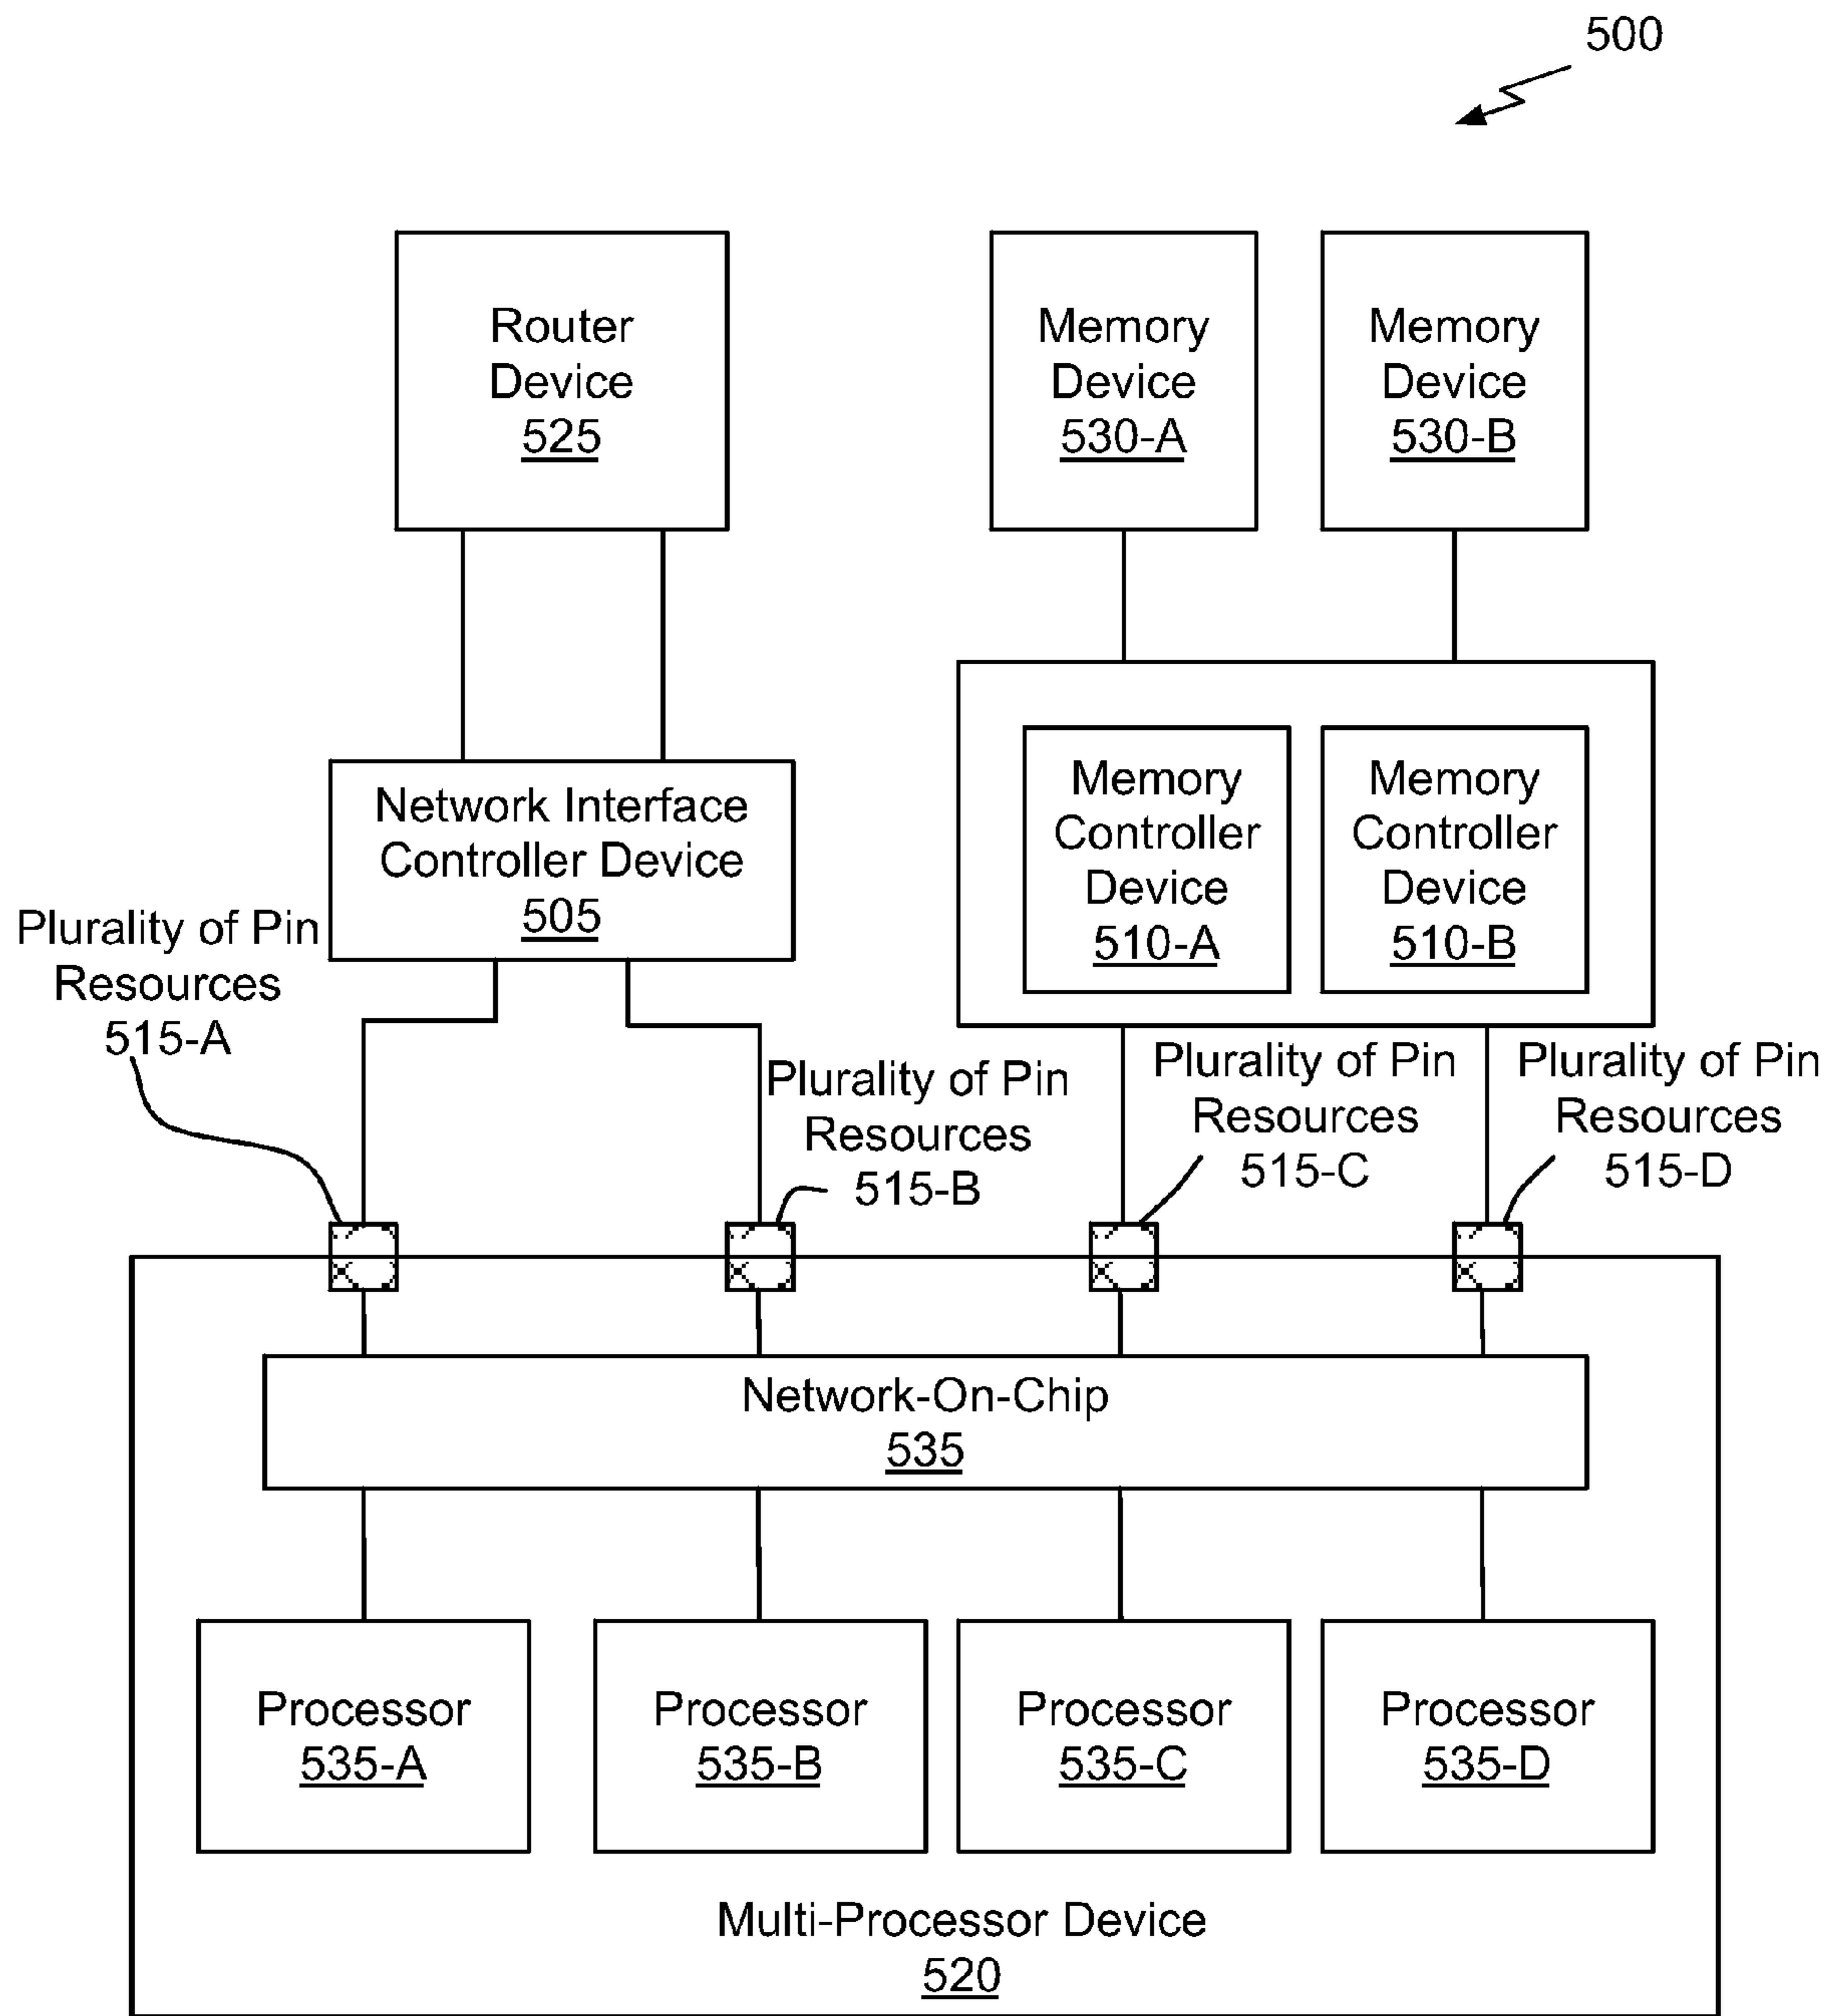 500
Router
Device
525
Memory
Device
530-A
Memory
Device
530-B
Network Interface
Controller Device
505
Memory
Controller
Device
510-A
Memory
Controller
Device
510-B
Plurality of Pin
Resources
515-A
Plurality of Pin
Resources
515-B
Plurality of Pin
Resources
515-C
Plurality of Pin
Resources
515-D
Network-On-Chip
535
Processor
535-A
Processor
535-B
Processor
535-C
Processor
535-D
Multi-Processor Device
520